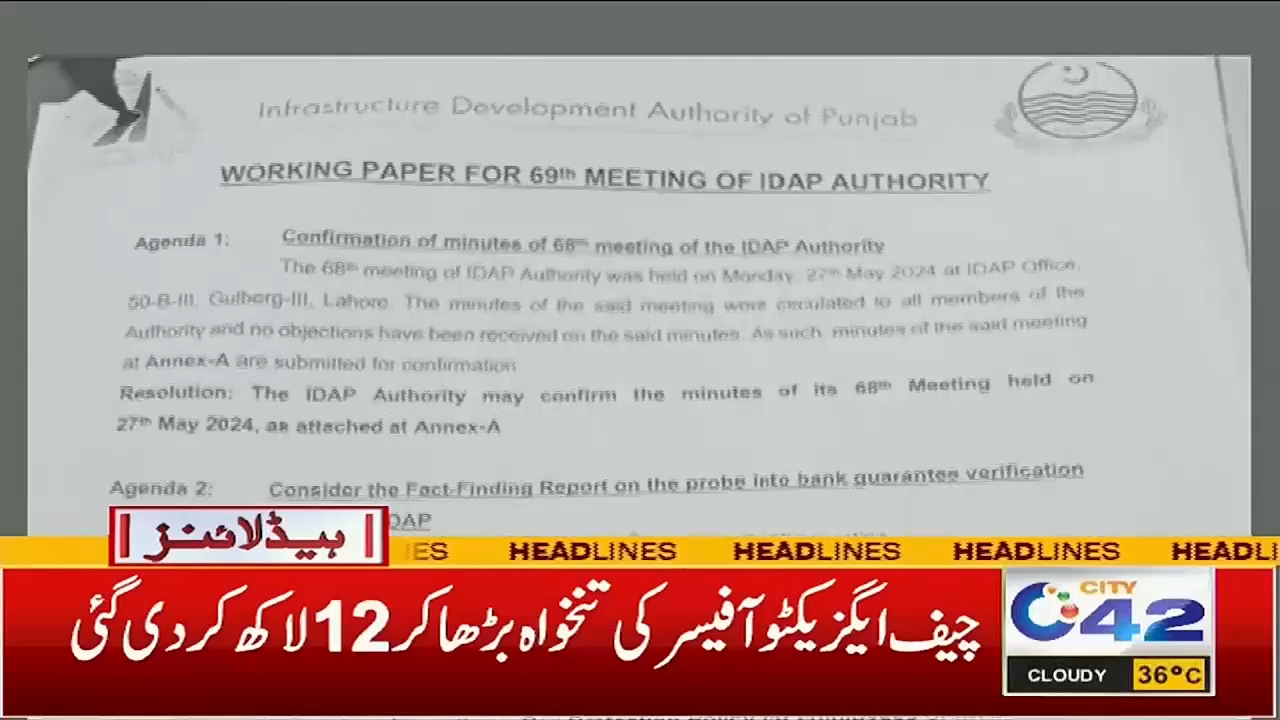 Infrastructure Development Authority of Punjab
WORKING PAPER FOR 69th MEETING OF IDAP AUTHORITY
Agenda 1: Confirmation of minutes of 68th meeting of the IDAP Authority
The 68th meeting of IDAP Authority was held on Monday, 27th May 2024 at IDAP Office,
50-B-III, Gulberg-III, Lahore. The minutes of the said meeting were circulated to all members of the
Authority and no objections have been received on the said minutes. As such, minutes of the said meeting
at Annex-A are submitted for confirmation
Resolution: The IDAP Authority may confirm the minutes of its 68th Meeting held on
27th May 2024, as attached at Annex-A
Agenda 2: Consider the Fact-Finding Report on the probe into bank guarantee verification
ہیڈلائنز
HEADLINES HEADLINES HEADLINES
چیف ایگزیکٹو آفیسر کی تنخواہ بڑھا کر 12 لاکھ کر دی گئی
CITY
42
CLOUDY 36°C